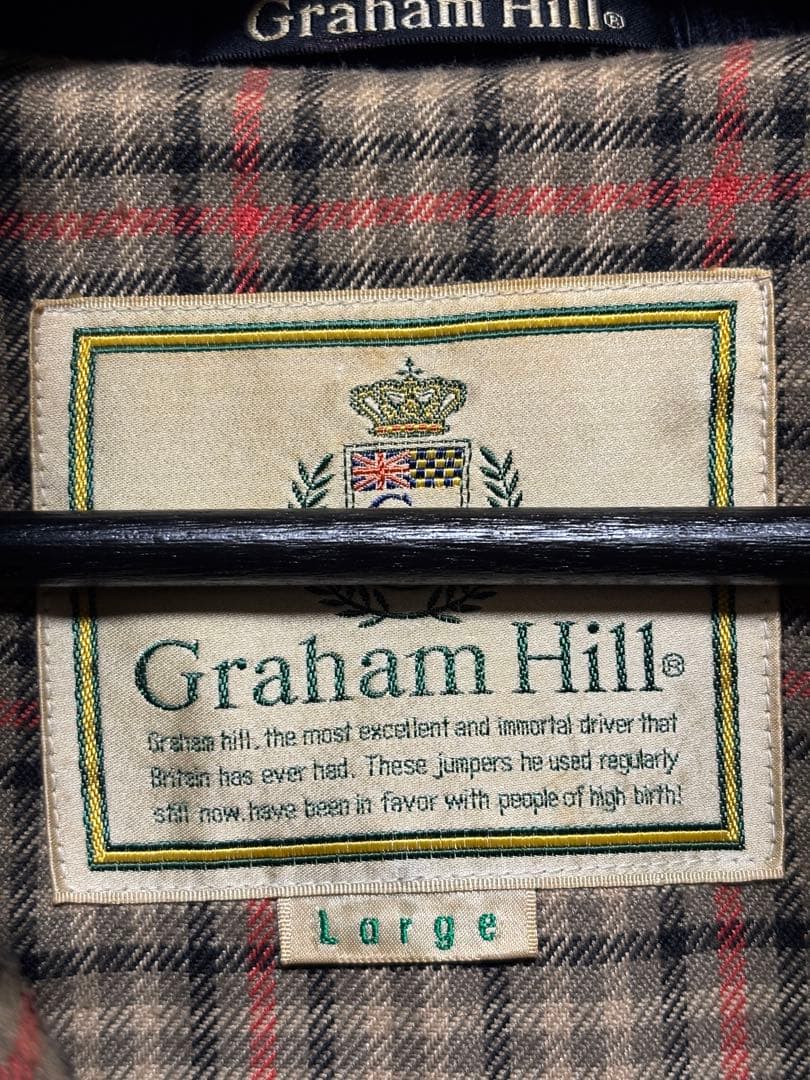 Graham Hill®
Graham Hill®
Graham hill, the most excellent and immortal driver that
Britain has ever had. These jumpers he used regularly
still now, have been in favor with people of high birth!
Large